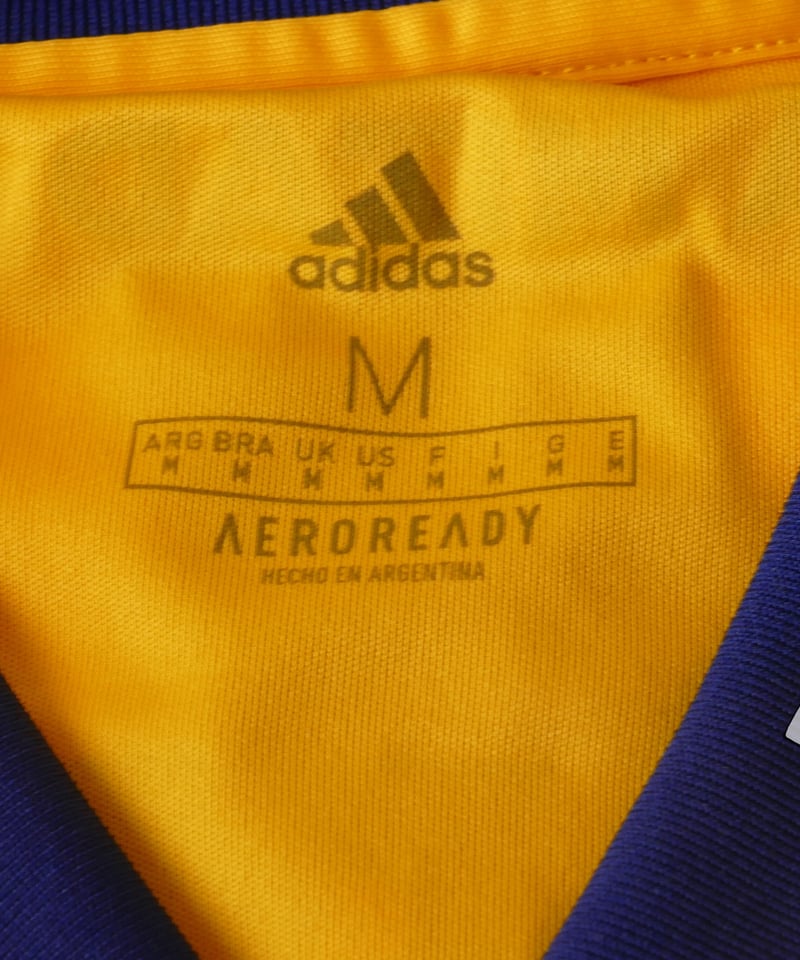 adidas
M
ARG BRA UK US F I G E
M M M M M M M M
AEROREADY
HECHO EN ARGENTINA